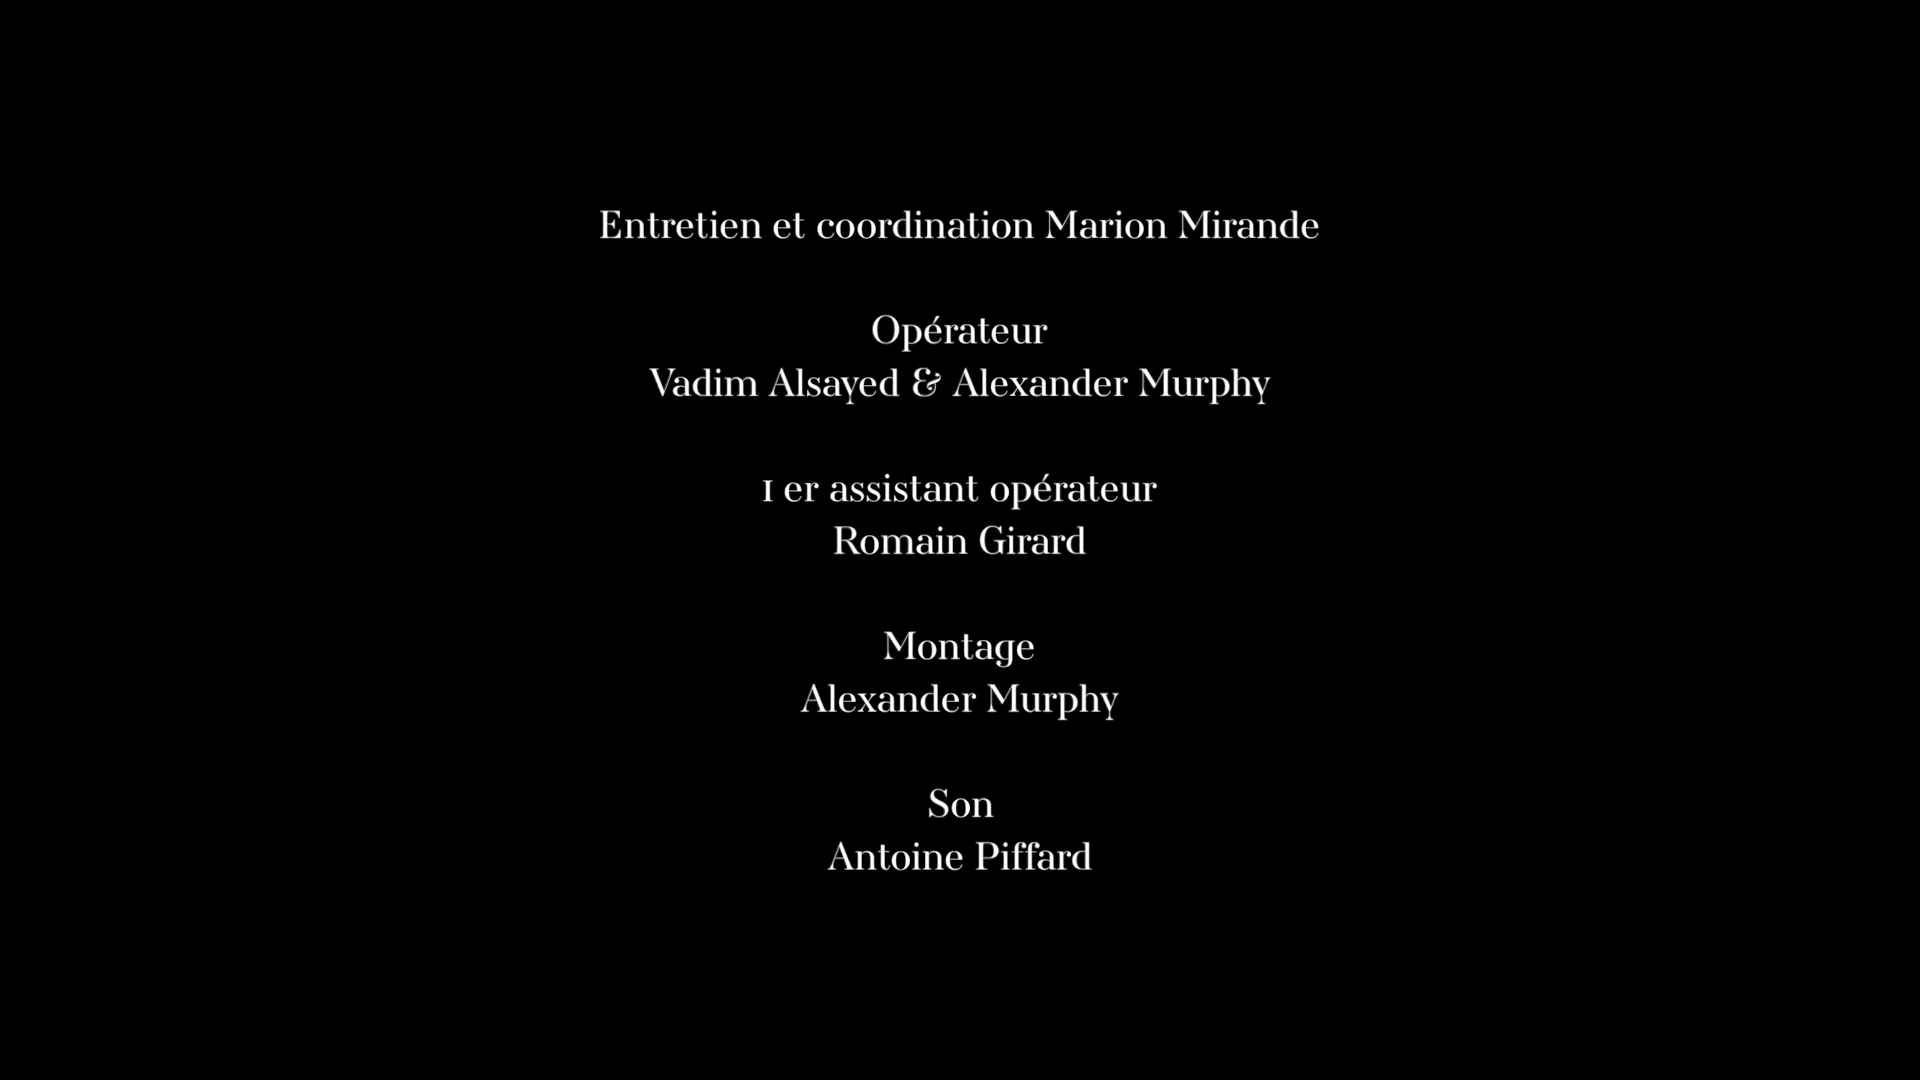 Entretien et coordination Marion Mirande
Opérateur
Vadim Alsayed & Alexander Murphy
1 er assistant opérateur
Romain Girard
Montage
Alexander Murphy
Son
Antoine Piffard